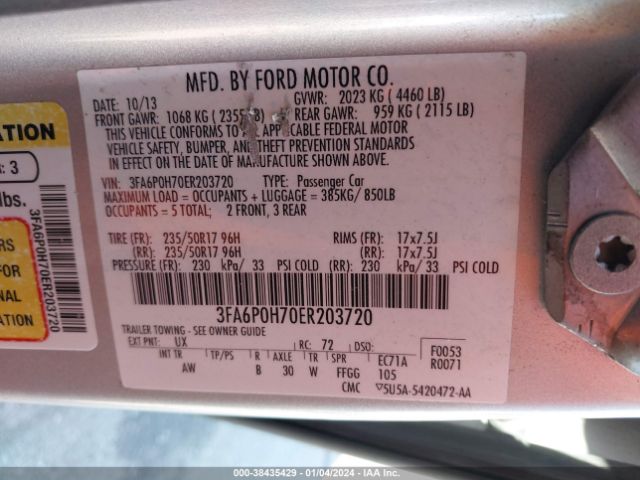 MFD. BY FORD MOTOR CO.
DATE: 10/13 GVWR: 2023 KG ( 4460 LB)
FRONT GAWR: 1068 KG ( 2355 LB) REAR GAWR: 959 KG ( 2115 LB)
THIS VEHICLE CONFORMS TO APPLICABLE FEDERAL MOTOR
VEHICLE SAFETY, BUMPER, AND THEFT PREVENTION STANDARDS
IN EFFECT ON THE DATE OF MANUFACTURE SHOWN ABOVE.
VIN: 3FA6P0H70ER203720 TYPE: Passenger Car
MAXIMUM LOAD = OCCUPANTS + LUGGAGE = 385KG/ 850LB
OCCUPANTS = 5 TOTAL; 2 FRONT, 3 REAR
TIRE (FR): 235/50R17 96H RIMS (FR): 17x7.5J
(RR): 235/50R17 96H (RR): 17x7.5J
PRESSURE (FR): 230 kPa/ 33 PSI COLD (RR): 230 kPa/ 33 PSI COLD
3FA6P0H70ER203720
TRAILER TOWING - SEE OWNER GUIDE
EXT PNT: UX RC: 72 DSO: F0053
INT TR TP/PS R AXLE TR SPR EC71A R0071
AW B 30 W FFGG 105
CMC 5U5A-5420472-AA
ATION
: 3
lbs.
3FA6P0H70ER203720
RS
FOR
NAL
ATION
000-38435429 - 01/04/2024 - IAA Inc.